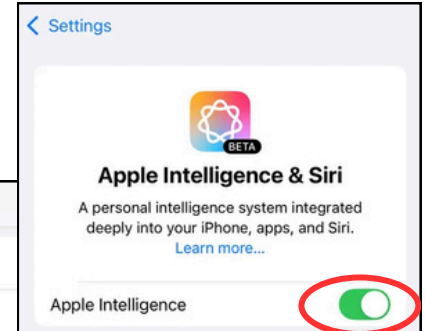 Settings
BETA
Apple Intelligence & Siri
A personal intelligence system integrated
deeply into your iPhone, apps, and Siri.
Learn more...
Apple Intelligence